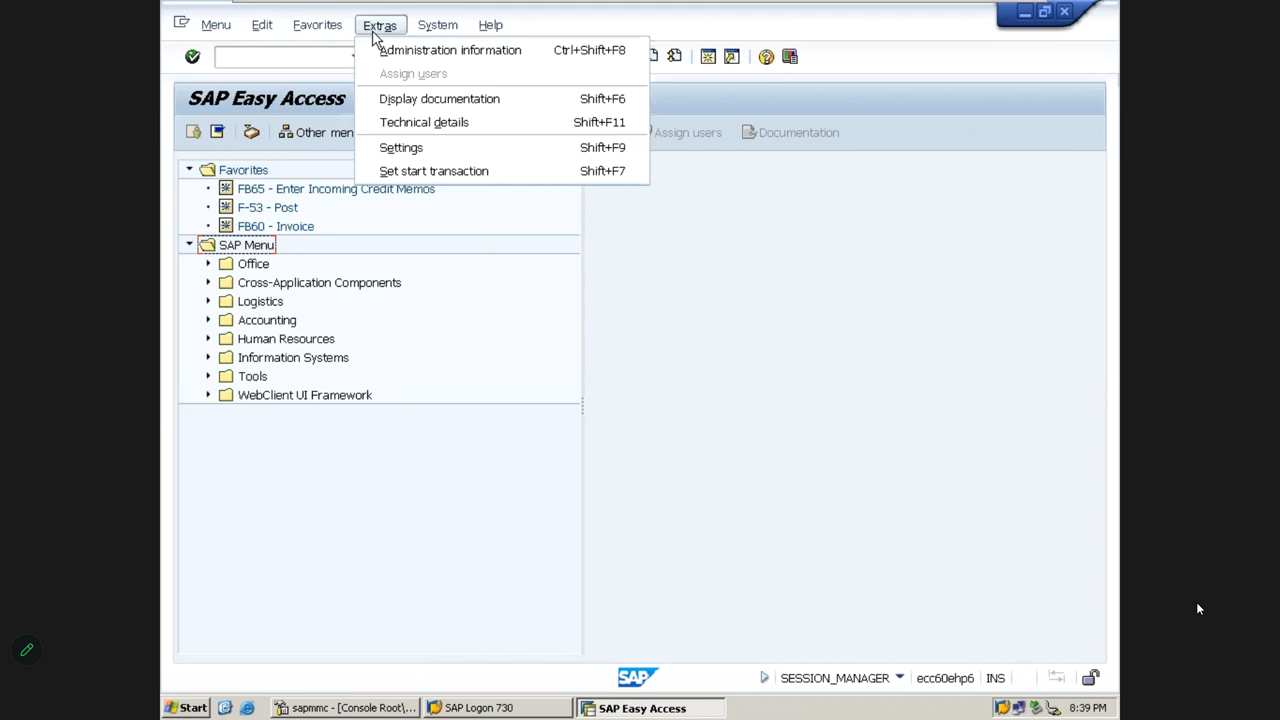 Menu Edit Favorites Extras System Help
Administration information Ctrl+Shift+F8
Assign users
Display documentation Shift+F6
Technical details Shift+F11
Settings Shift+F9
Set start transaction Shift+F7
SAP Easy Access
Other men
Assign users Documentation
Favorites
FB65 - Enter Incoming Credit Memos
F-53 - Post
FB60 - Invoice
SAP Menu
Office
Cross-Application Components
Logistics
Accounting
Human Resources
Information Systems
Tools
WebClient UI Framework
SAP SESSION_MANAGER ecc60ehp6 INS
Start sapmmc - [Console Root\... SAP Logon 730 SAP Easy Access 8:39 PM